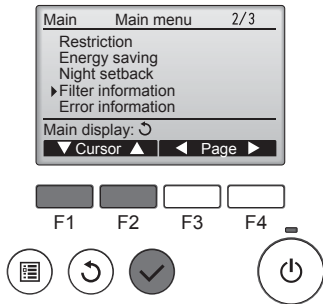 Main Main menu 2/3
Restriction
Energy saving
Night setback
Filter information
Error information
Main display:
Cursor Page
F1 F2 F3 F4